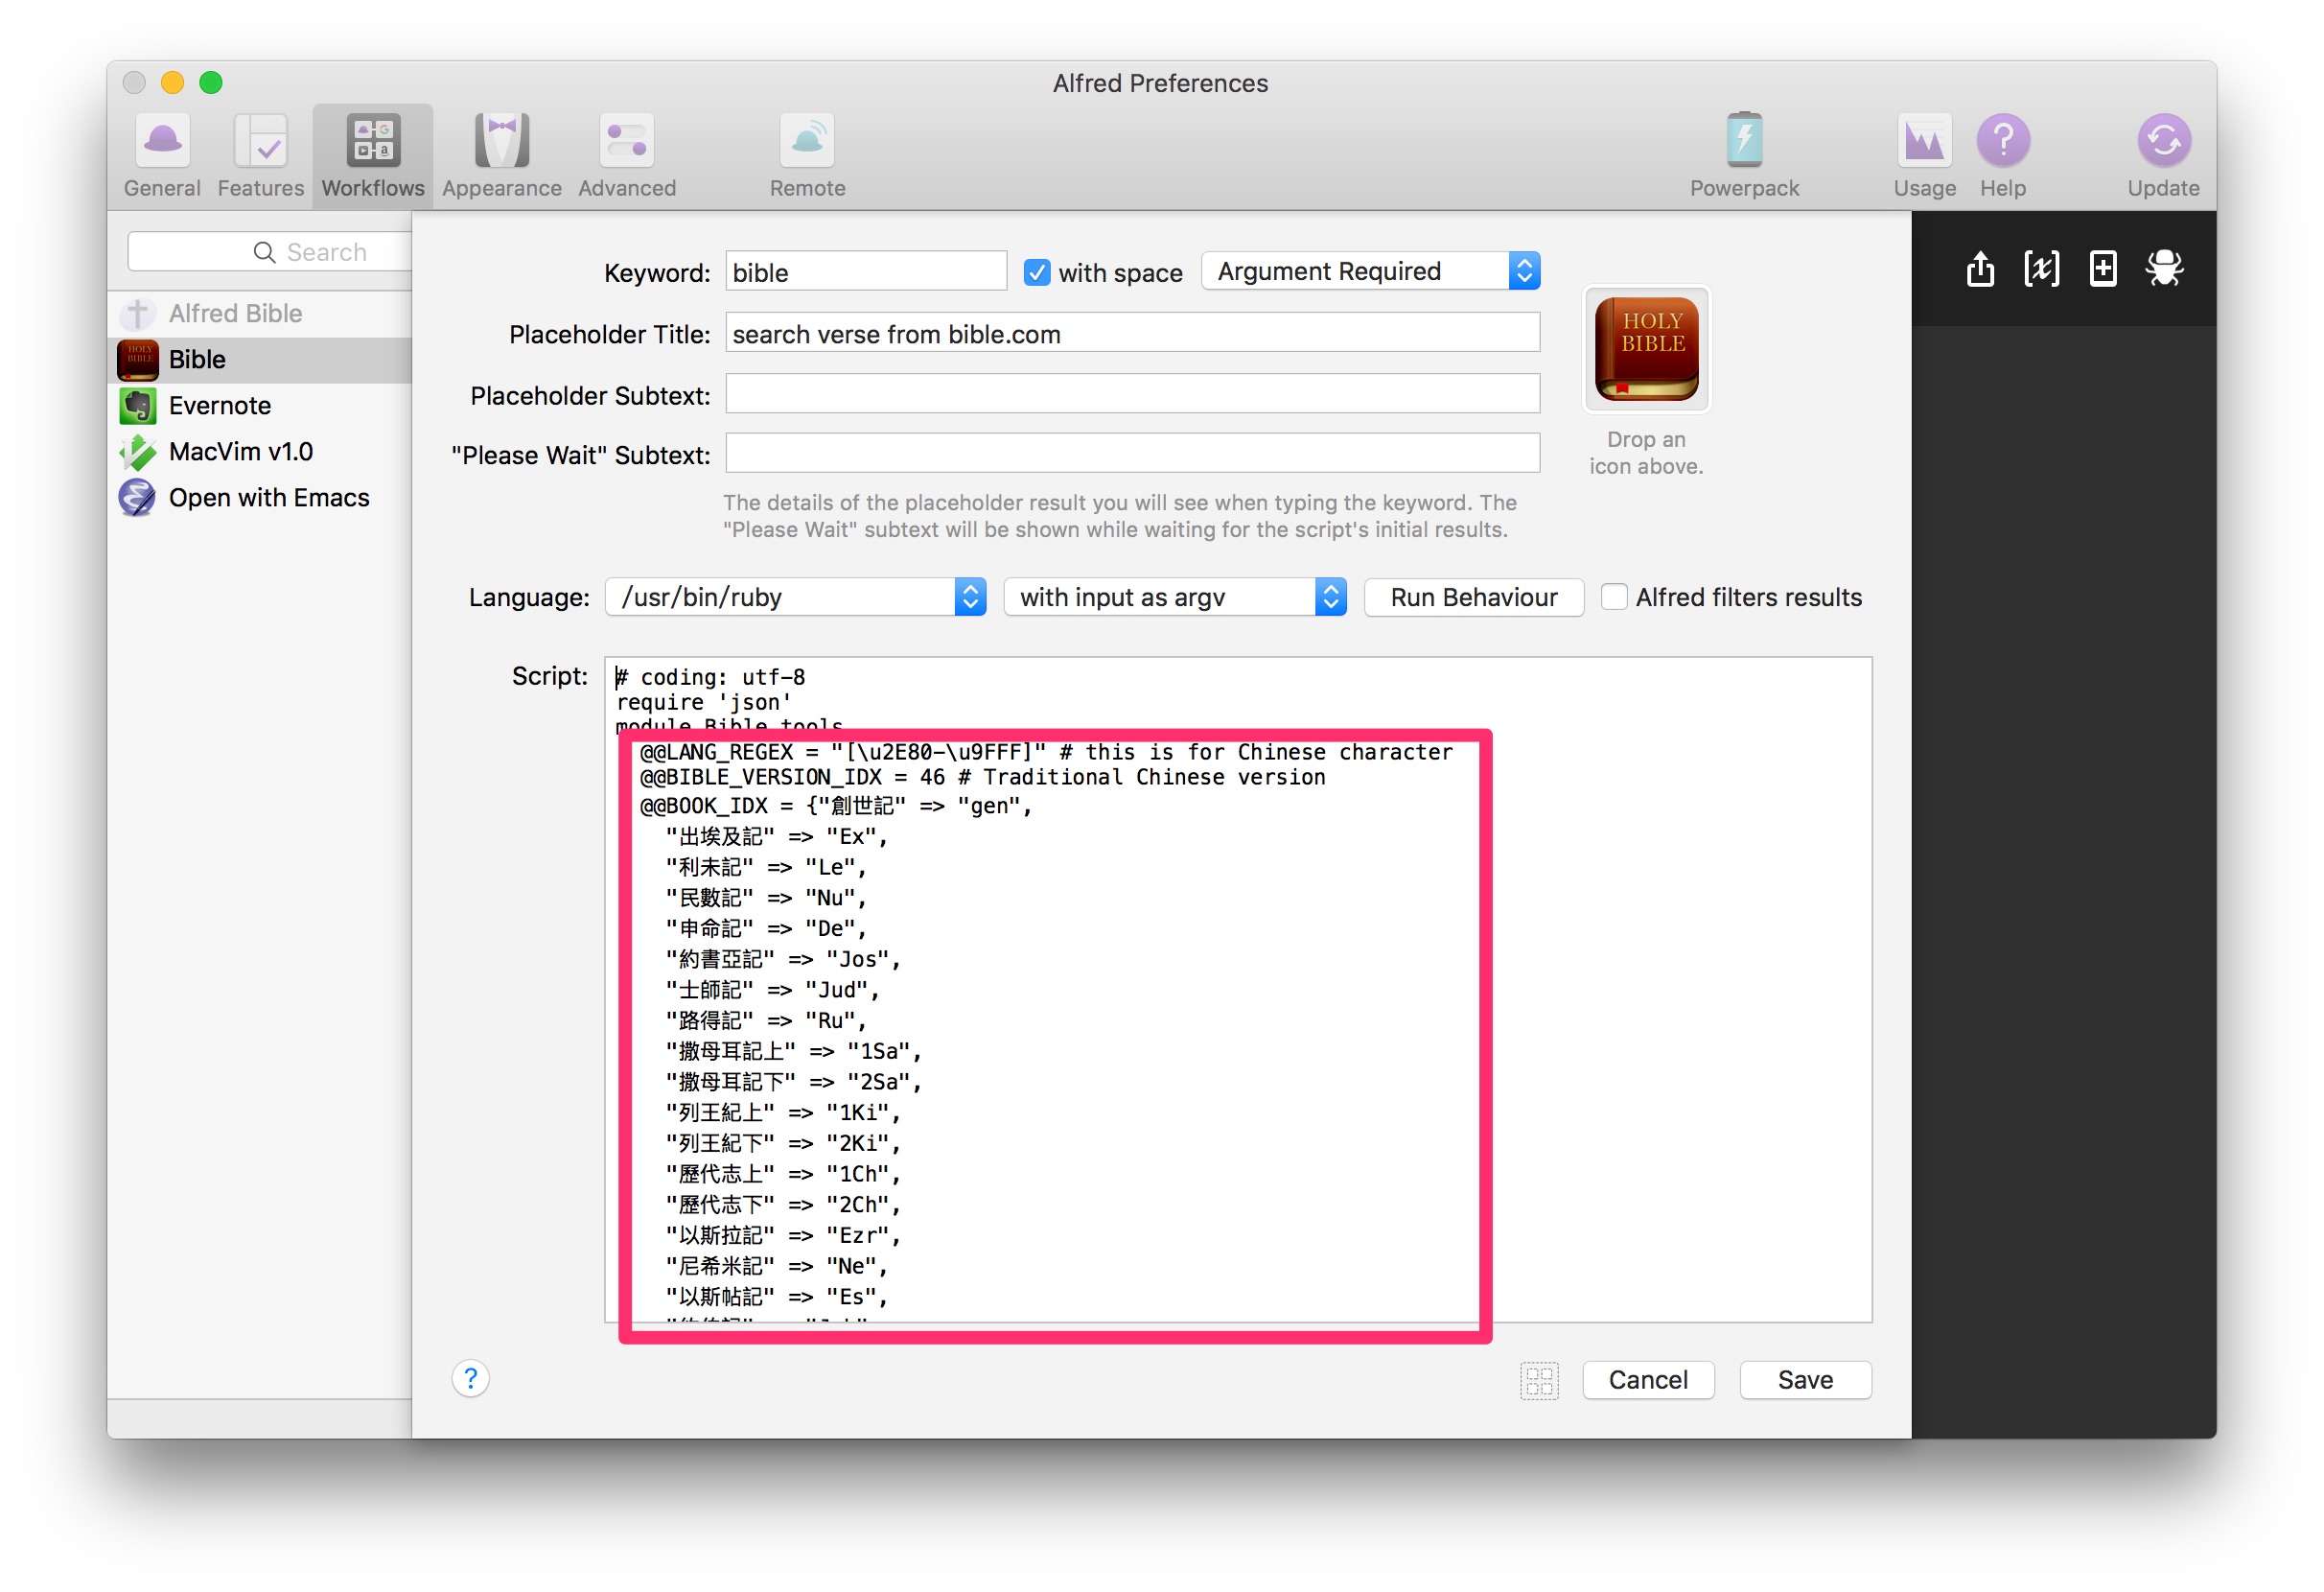 Alfred Preferences
General Features Workflows Appearance Advanced Remote Powerpack Usage Help Update
Search
Alfred Bible
Bible
Evernote
MacVim v1.0
Open with Emacs
Keyword: bible with space Argument Required
Placeholder Title: search verse from bible.com
Placeholder Subtext:
"Please Wait" Subtext:
HOLY
BIBLE
Drop an
icon above.
The details of the placeholder result you will see when typing the keyword. The
"Please Wait" subtext will be shown while waiting for the script's initial results.
Language: /usr/bin/ruby with input as argv Run Behaviour Alfred filters results
Script:
# coding: utf-8
require 'json'
module Bible_tools
@@LANG_REGEX = "[\u2E80-\u9FFF]" # this is for Chinese character
@@BIBLE_VERSION_IDX = 46 # Traditional Chinese version
@@BOOK_IDX = {"創世記" => "gen",
"出埃及記" => "Ex",
"利未記" => "Le",
"民數記" => "Nu",
"申命記" => "De",
"約書亞記" => "Jos",
"士師記" => "Jud",
"路得記" => "Ru",
"撒母耳記上" => "1Sa",
"撒母耳記下" => "2Sa",
"列王紀上" => "1Ki",
"列王紀下" => "2Ki",
"歷代志上" => "1Ch",
"歷代志下" => "2Ch",
"以斯拉記" => "Ezr",
"尼希米記" => "Ne",
"以斯帖記" => "Es",
? Cancel Save